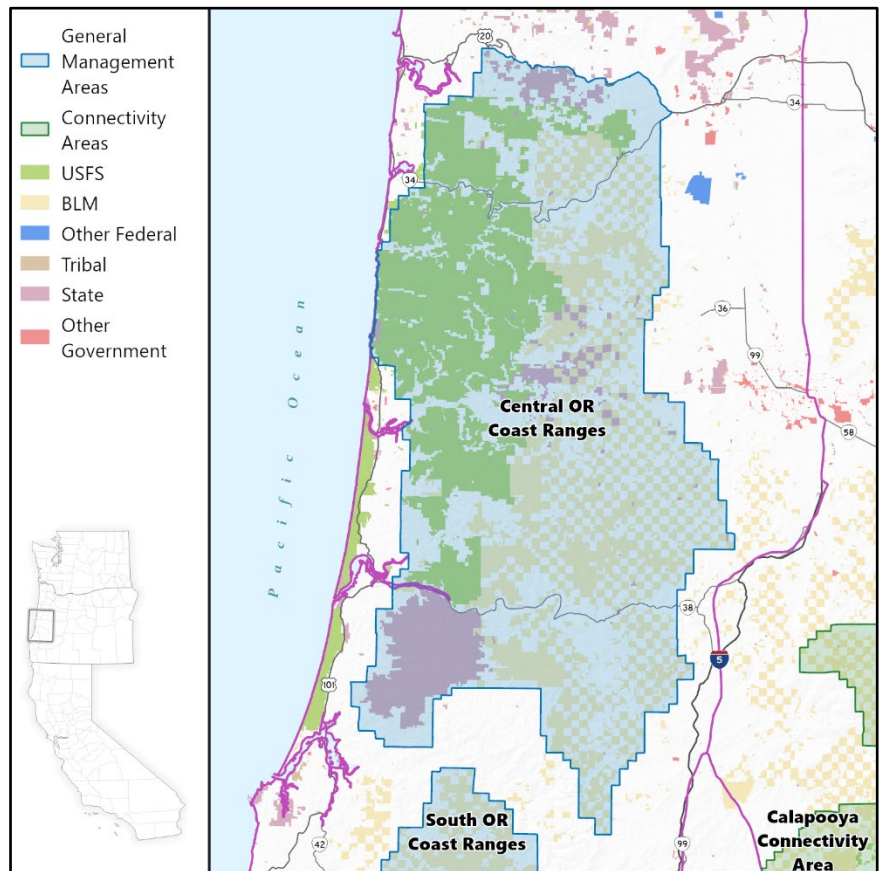 General
Management
Areas
Connectivity
Areas
USFS
BLM
Other Federal
Tribal
State
Other
Government
20
34
34
36
99
58
Pacific Ocean
Central OR
Coast Ranges
38
5
101
42
South OR
Coast Ranges
99
Calapooya
Connectivity
Area